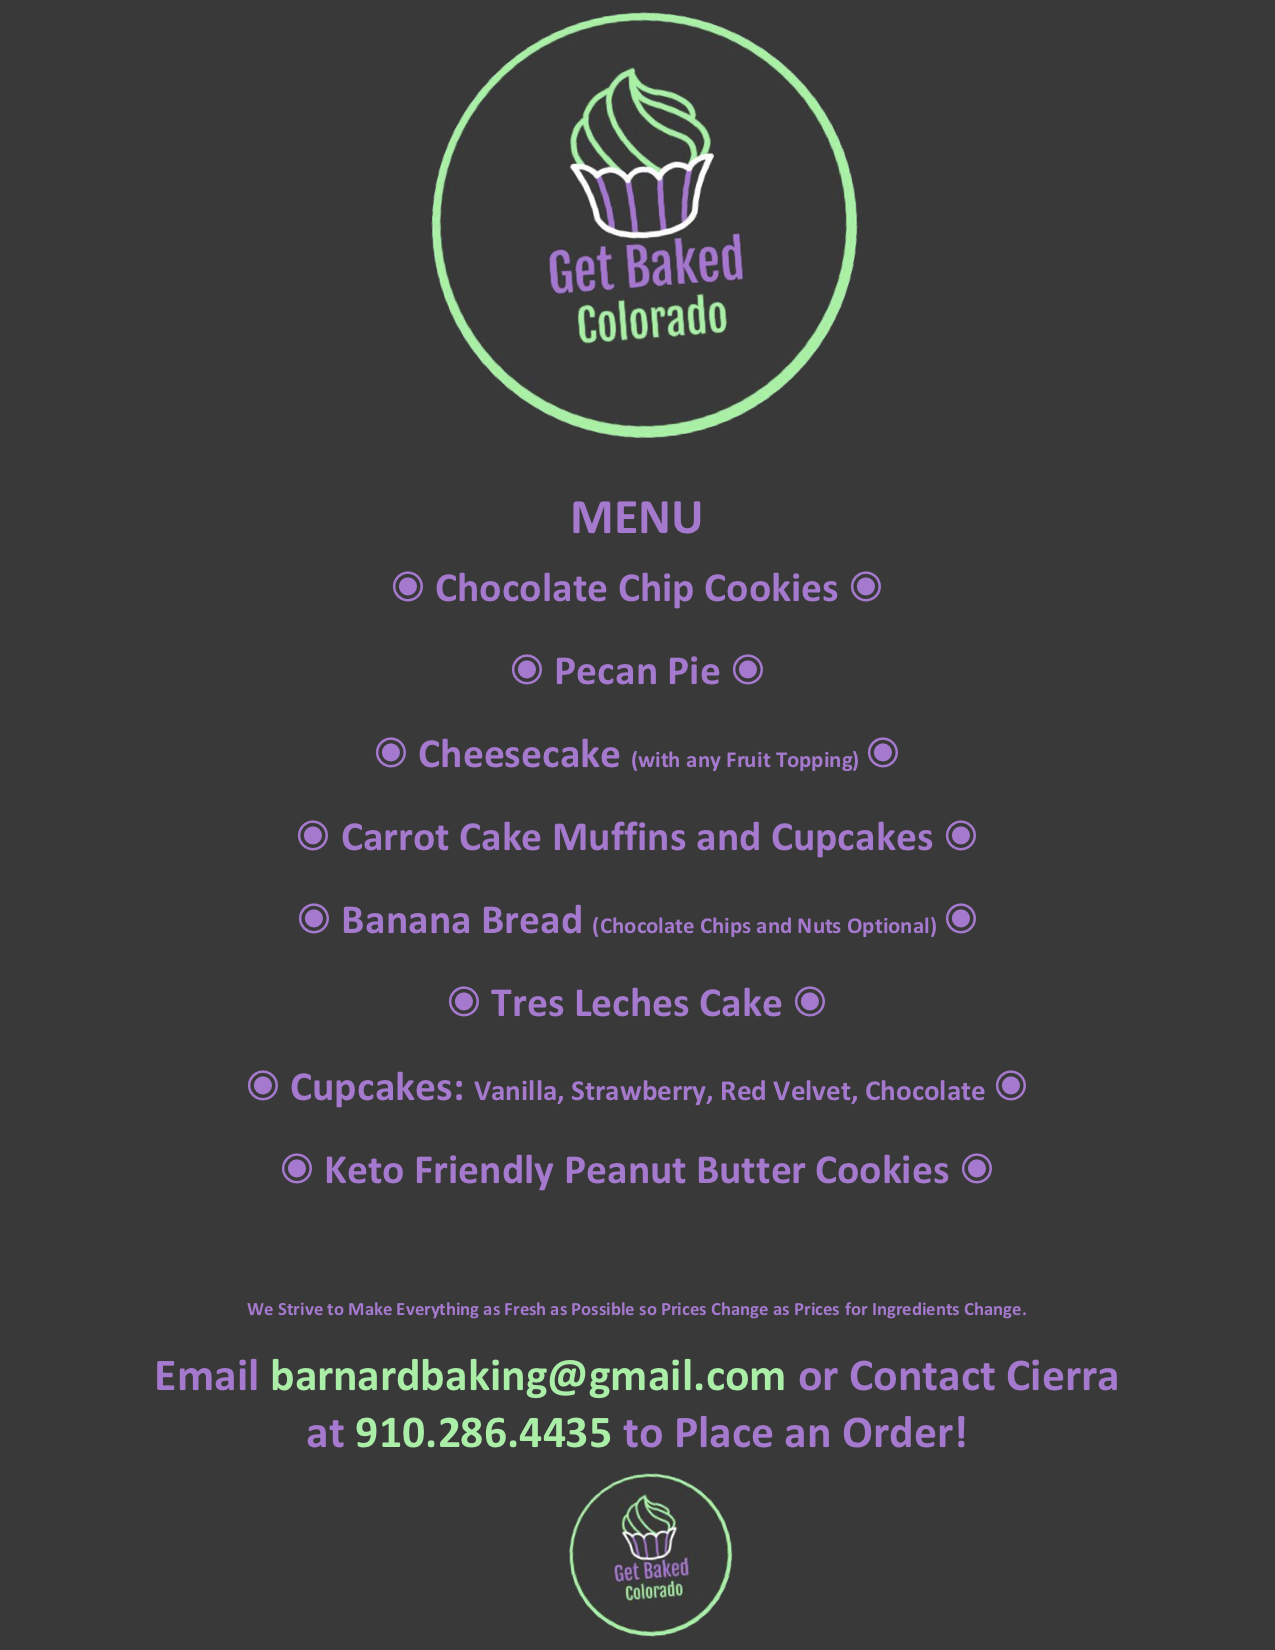 Get Baked
Colorado
MENU
◉ Chocolate Chip Cookies ◉
◉ Pecan Pie ◉
◉ Cheesecake (with any Fruit Topping) ◉
◉ Carrot Cake Muffins and Cupcakes ◉
◉ Banana Bread (Chocolate Chips and Nuts Optional) ◉
◉ Tres Leches Cake ◉
◉ Cupcakes: Vanilla, Strawberry, Red Velvet, Chocolate ◉
◉ Keto Friendly Peanut Butter Cookies ◉
We Strive to Make Everything as Fresh as Possible so Prices Change as Prices for Ingredients Change.
Email barnardbaking@gmail.com or Contact Cierra
at 910.286.4435 to Place an Order!
Get Baked
Colorado